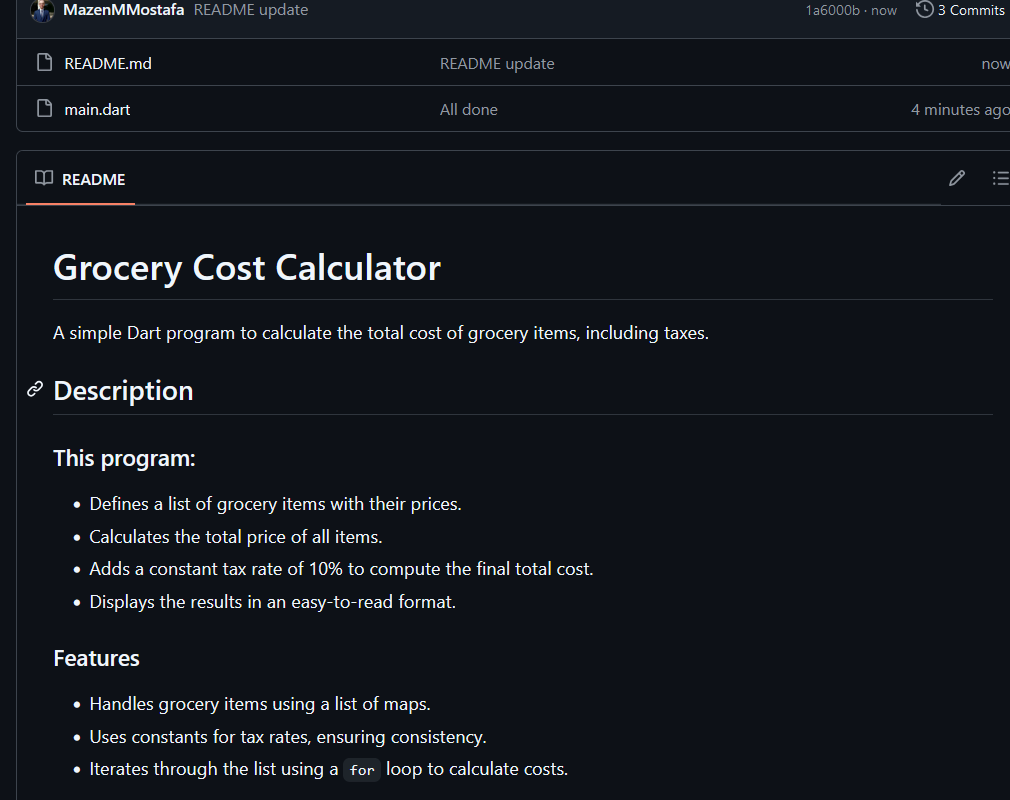 MazenMMostafa README update 1a6000b · now 3 Commits
README.md README update now
main.dart All done 4 minutes ago
README
Grocery Cost Calculator
A simple Dart program to calculate the total cost of grocery items, including taxes.
Description
This program:
• Defines a list of grocery items with their prices.
• Calculates the total price of all items.
• Adds a constant tax rate of 10% to compute the final total cost.
• Displays the results in an easy-to-read format.
Features
• Handles grocery items using a list of maps.
• Uses constants for tax rates, ensuring consistency.
• Iterates through the list using a for loop to calculate costs.